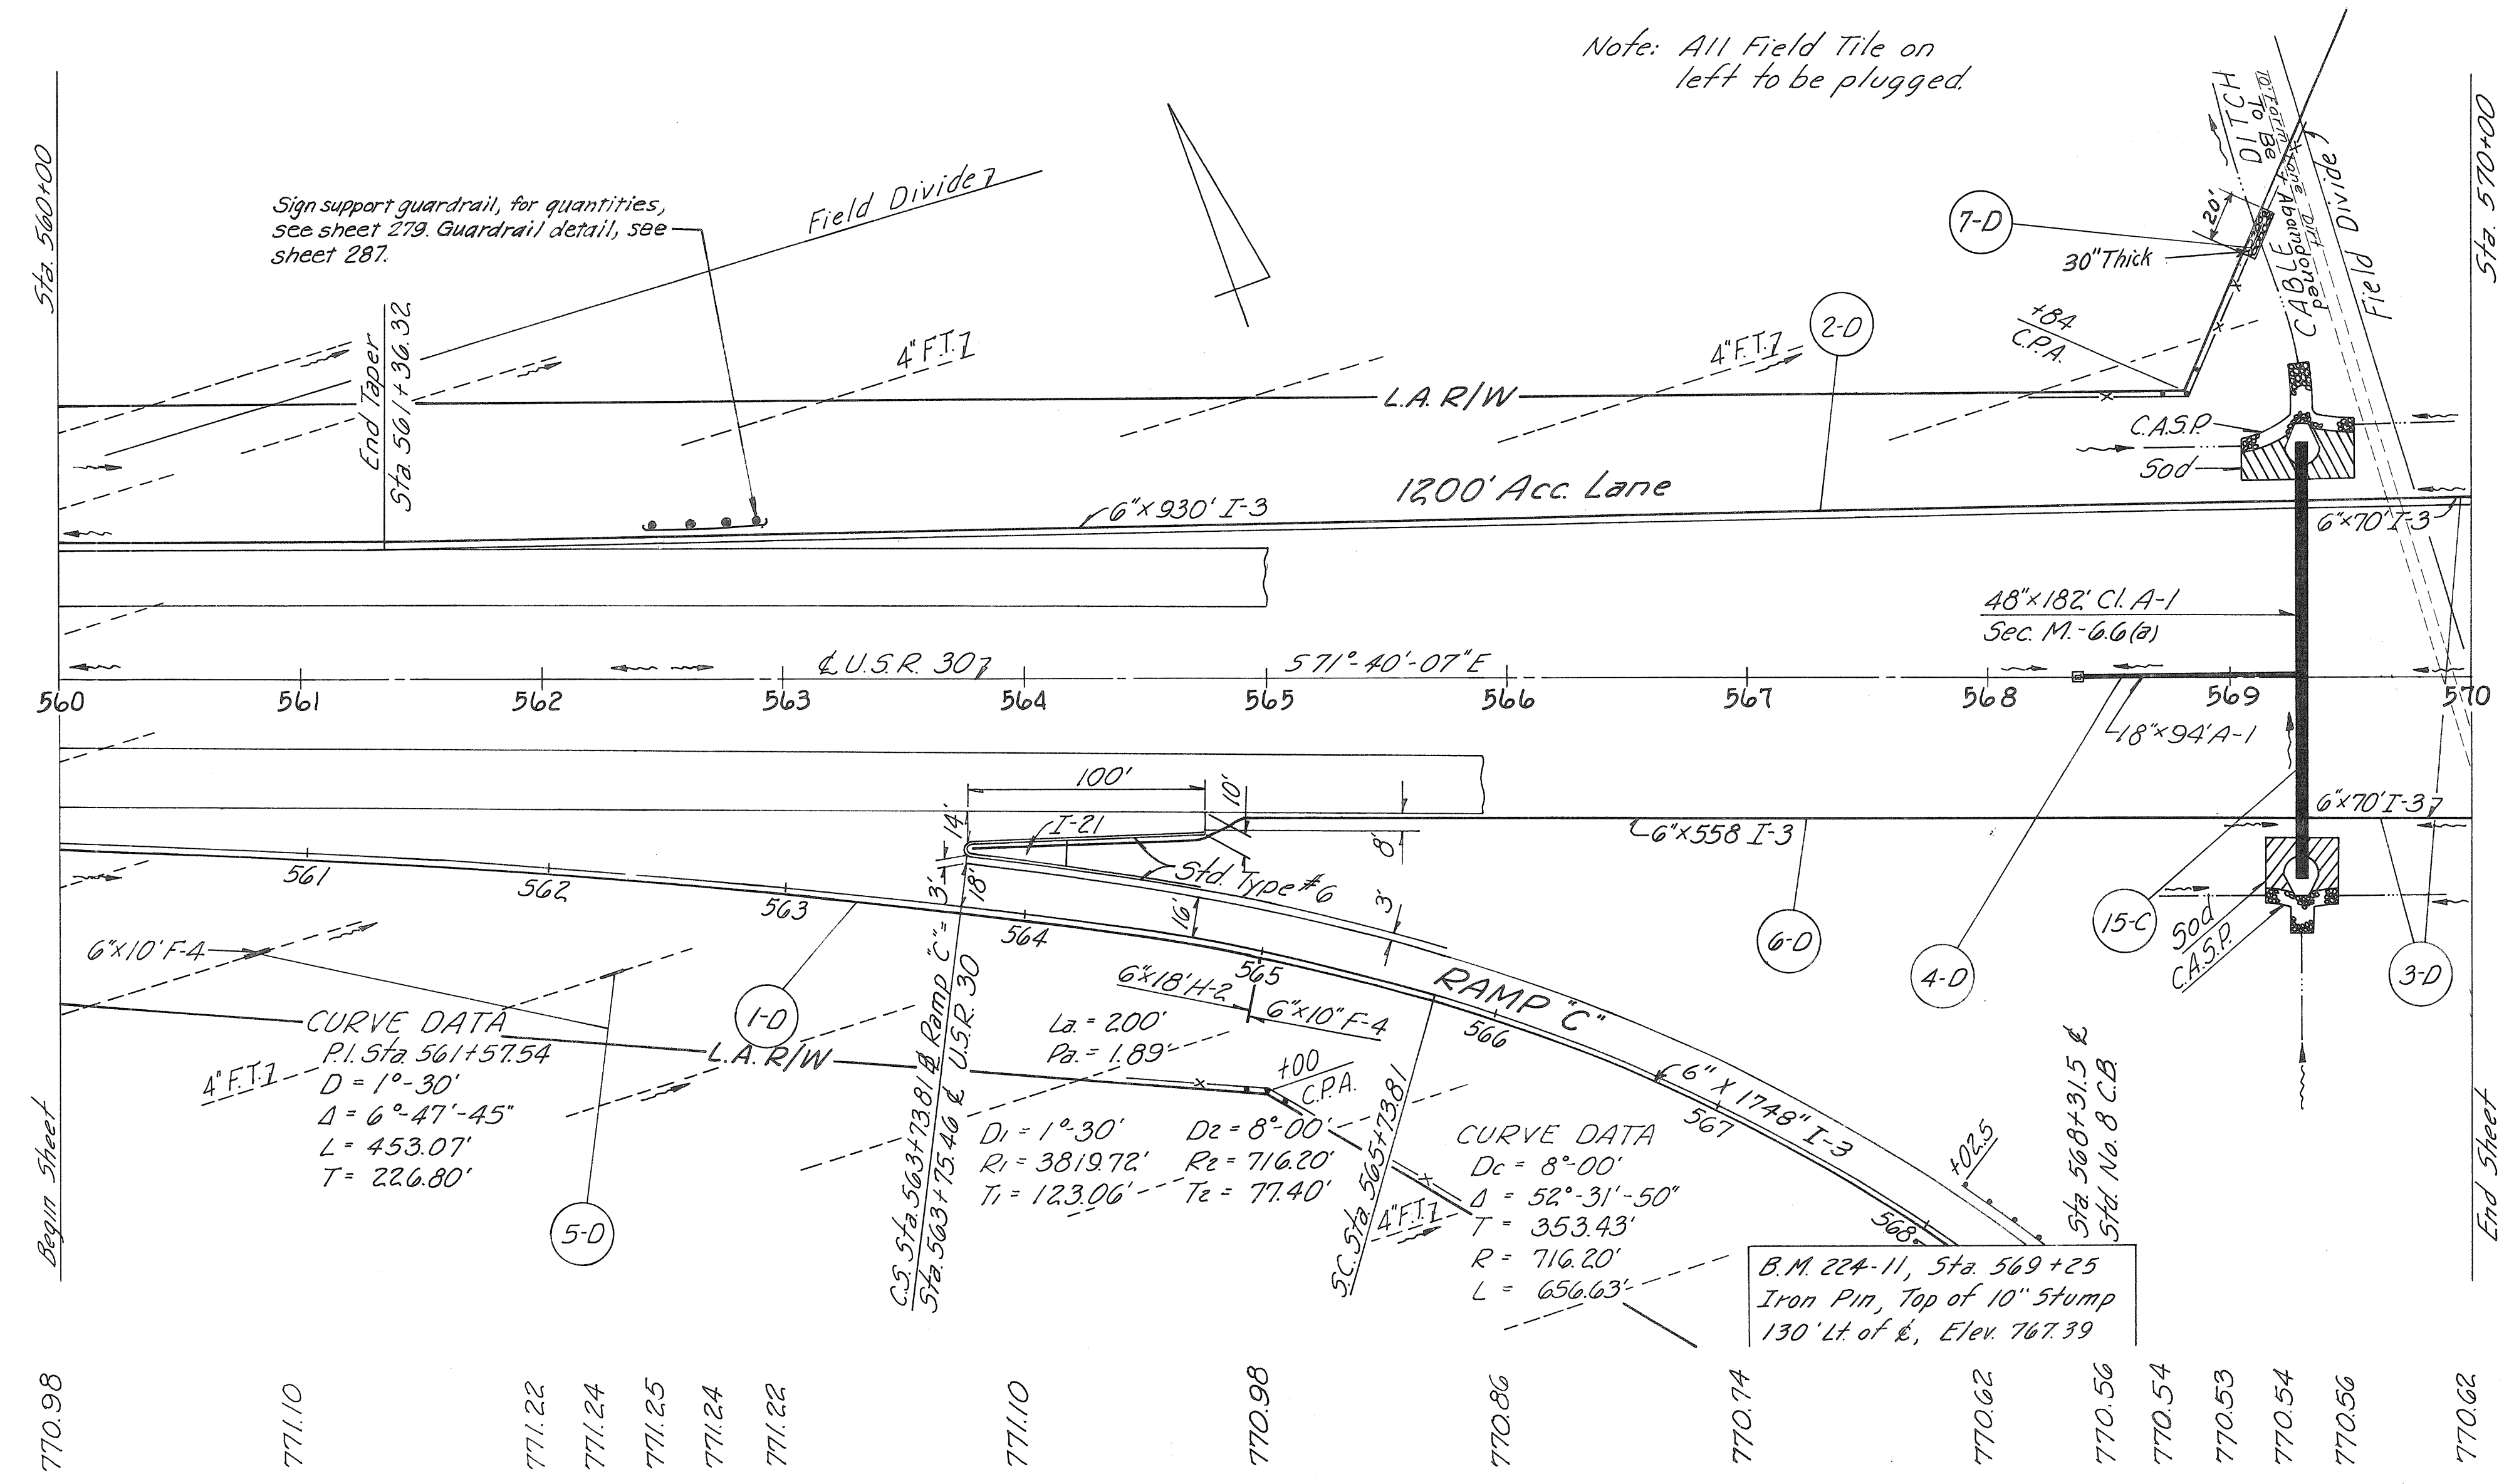 Note: All Field Tile on
left to be plugged.
Sta. 560+00
Sta. 570+00
Sign support guardrail, for quantities,
see sheet 279. Guardrail detail, see
sheet 287.
Field Divide
End Taper
Sta. 561+36.32
4" F.T.
4" F.T.
2-D
7-D
30" Thick
20'
DITCH
To Be
Abandoned
CABLE
Field Divide
+84
C.P.A.
L.A. R/W
C.A.S.P.
Sod
1200' Acc. Lane
6"×930' I-3
6"×70' I-3
48"×182' Cl. A-1
Sec. M.-6.6(a)
℄ U.S.R. 30
S71°-40'-07"E
560
561
562
563
564
565
566
567
568
569
570
18"×94' A-1
100'
10'
14'
I-21
8'
6"×558 I-3
6"×70' I-3
561
562
563
564
565
566
567
568
3'
18'
Std. Type #6
16'
3'
6"×10' F-4
1-D
6-D
4-D
15-C
Sod
C.A.S.P.
3-D
5-D
RAMP "C"
6"×18' H-2
6"×10" F-4
CURVE DATA
P.I. Sta. 561+57.54
D = 1°-30'
Δ = 6°-47'-45"
L = 453.07'
T = 226.80'
4" F.T.
L.A. R/W
C.S. Sta. 563+73.81 ℄ Ramp "C"=
Sta. 563+75.46 ℄ U.S.R. 30
La. = 200'
Pa. = 1.89'
+00
C.P.A.
D1 = 1°-30'
R1 = 3819.72'
T1 = 123.06'
D2 = 8°-00'
R2 = 716.20'
T2 = 77.40'
S.C. Sta. 565+73.81
4" F.T.
CURVE DATA
Dc = 8°-00'
Δ = 52°-31'-50"
T = 353.43'
R = 716.20'
L = 656.63'
6" X 1748" I-3
+02.5
Sta. 568+31.5 ℄
Std. No. 8 C.B.
B.M. 224-11, Sta. 569+25
Iron Pin, Top of 10" Stump
130' Lt. of ℄, Elev. 767.39
Begin Sheet
End Sheet
770.98
771.10
771.22
771.24
771.25
771.24
771.22
771.10
770.98
770.86
770.74
770.62
770.56
770.54
770.53
770.54
770.56
770.62